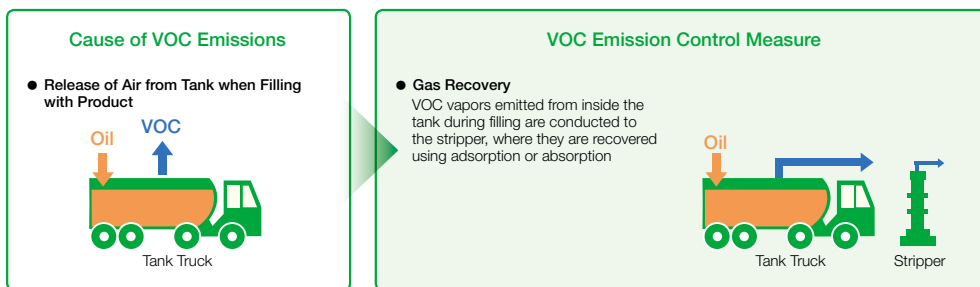 Cause of VOC Emissions
● Release of Air from Tank when Filling
with Product
Oil
VOC
Tank Truck
VOC Emission Control Measure
● Gas Recovery
VOC vapors emitted from inside the
tank during filling are conducted to
the stripper, where they are recovered
using adsorption or absorption
Oil
Tank Truck
Stripper